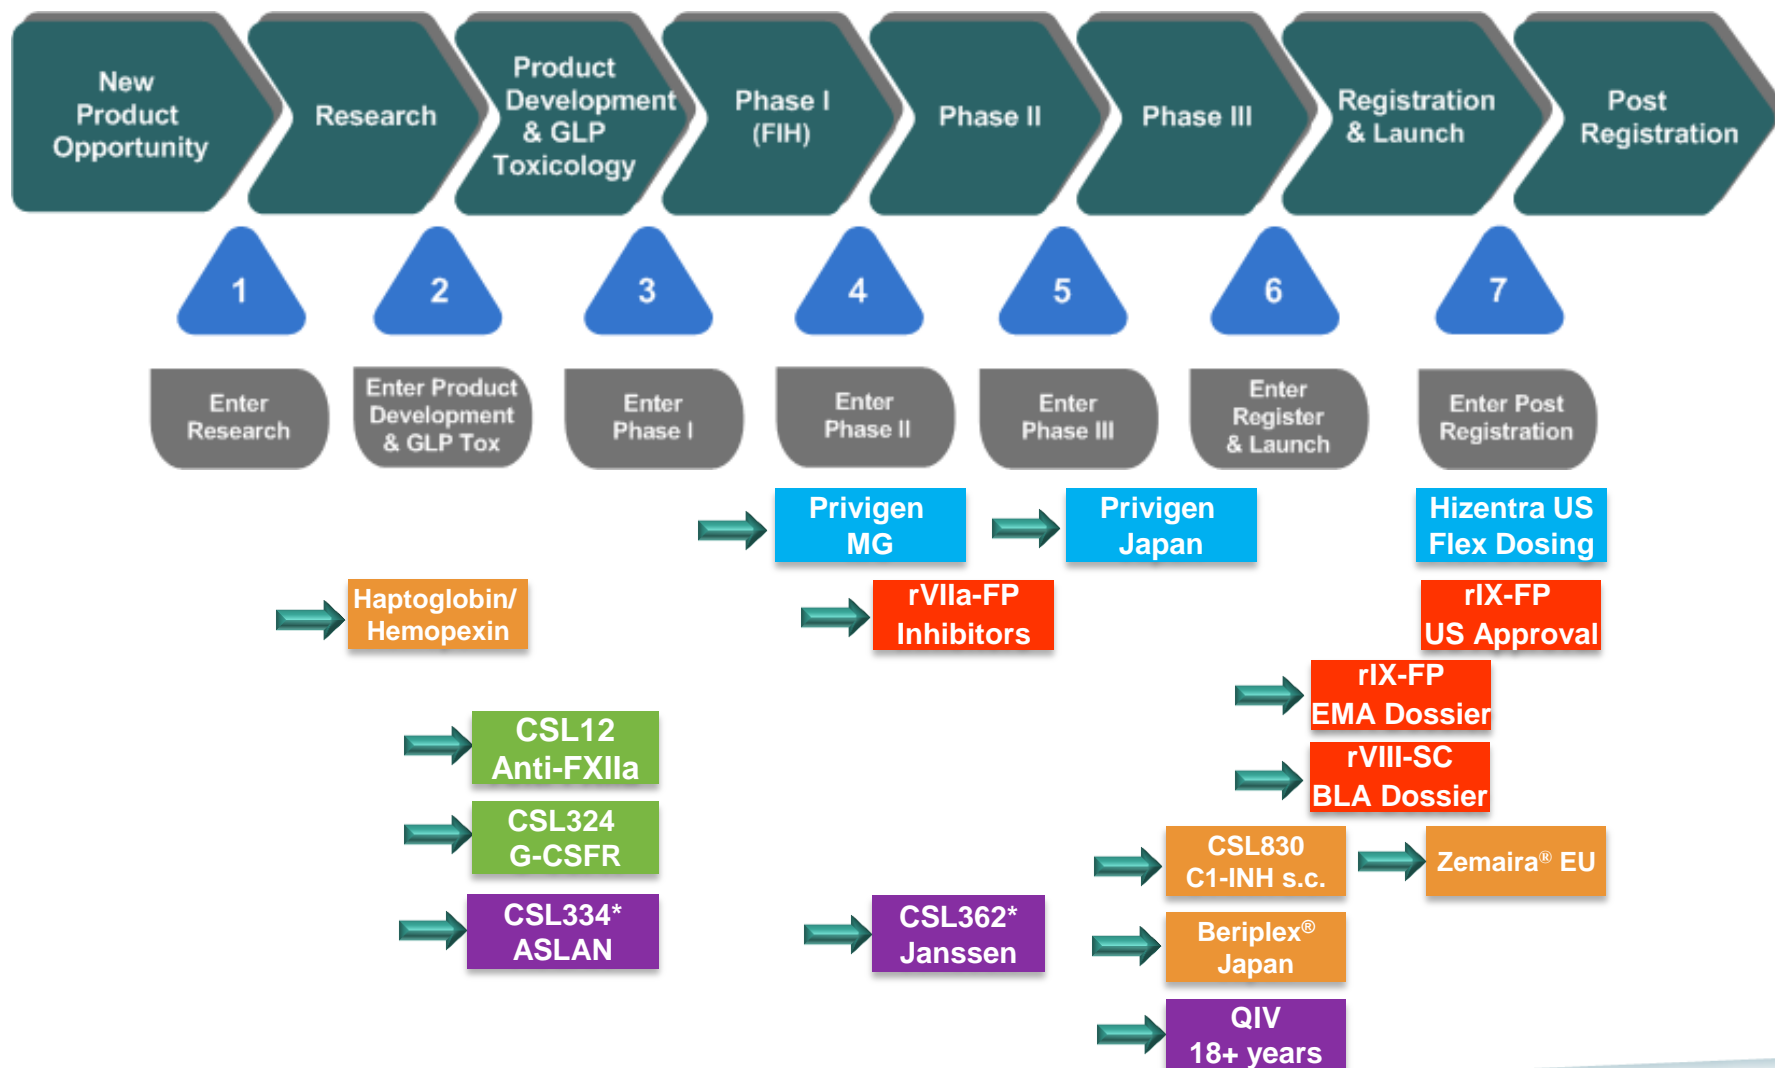 New
Product
Opportunity
Research
Product
Development
& GLP
Toxicology
Phase I
(FIH)
Phase II
Phase III
Registration
& Launch
Post
Registration
1
2
3
4
5
6
7
Enter
Research
Enter Product
Development
& GLP Tox
Enter
Phase I
Enter
Phase II
Enter
Phase III
Enter
Register
& Launch
Enter Post
Registration
Privigen
MG
Privigen
Japan
Hizentra US
Flex Dosing
Haptoglobin/
Hemopexin
rVIIa-FP
Inhibitors
rIX-FP
US Approval
rIX-FP
EMA Dossier
CSL12
Anti-FXIIa
rVIII-SC
BLA Dossier
CSL324
G-CSFR
CSL830
C1-INH s.c.
Zemaira® EU
CSL334*
ASLAN
CSL362*
Janssen
Beriplex®
Japan
QIV
18+ years